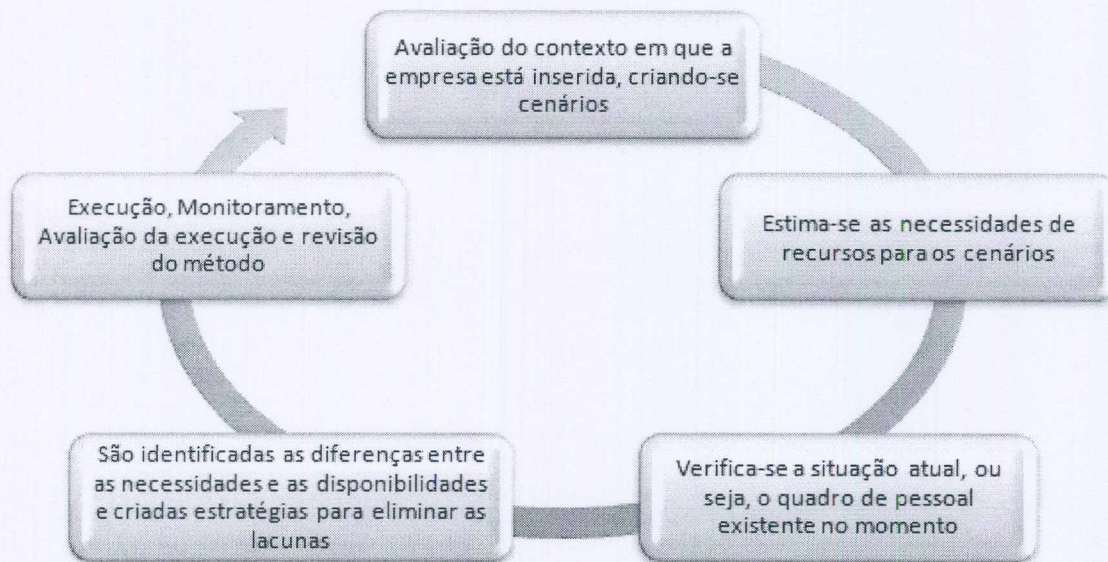 Avaliação do contexto em que a
empresa está inserida, criando-se
cenários
Estima-se as necessidades de
recursos para os cenários
Verifica-se a situação atual, ou
seja, o quadro de pessoal
existente no momento
São identificadas as diferenças entre
as necessidades e as disponibilidades
e criadas estratégias para eliminar as
lacunas
Execução, Monitoramento,
Avaliação da execução e revisão
do método